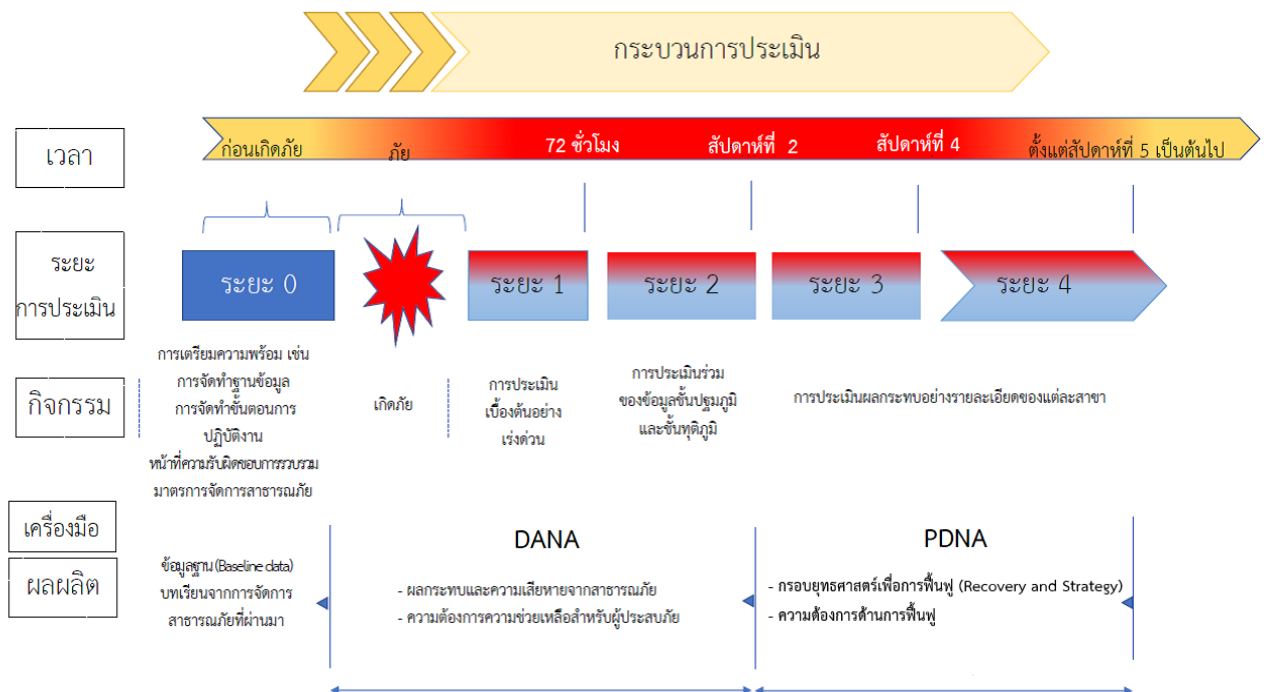 กระบวนการประเมิน
เวลา
ก่อนเกิดภัย
ภัย
72 ชั่วโมง
สัปดาห์ที่ 2
สัปดาห์ที่ 4
ตั้งแต่สัปดาห์ที่ 5 เป็นต้นไป
ระยะ
การประเมิน
ระยะ 0
ระยะ 1
ระยะ 2
ระยะ 3
ระยะ 4
กิจกรรม
การเตรียมความพร้อม เช่น
การจัดทำฐานข้อมูล
การจัดทำขั้นตอนการ
ปฏิบัติงาน
หน้าที่ความรับผิดชอบการรวบรวม
มาตรการจัดการสาธารณภัย
เกิดภัย
การประเมิน
เบื้องต้นอย่าง
เร่งด่วน
การประเมินร่วม
ของข้อมูลชั้นปฐมภูมิ
และชั้นทุติภูมิ
การประเมินผลกระทบอย่างรายละเอียดของแต่ละสาขา
เครื่องมือ
DANA
PDNA
ผลผลิต
ข้อมูลฐาน (Baseline data)
บทเรียนจากการจัดการ
สาธารณภัยที่ผ่านมา
- ผลกระทบและความเสียหายจากสาธารณภัย
- ความต้องการความช่วยเหลือสำหรับผู้ประสบภัย
- กรอบยุทธศาสตร์เพื่อการฟื้นฟู (Recovery and Strategy)
- ความต้องการด้านการฟื้นฟู